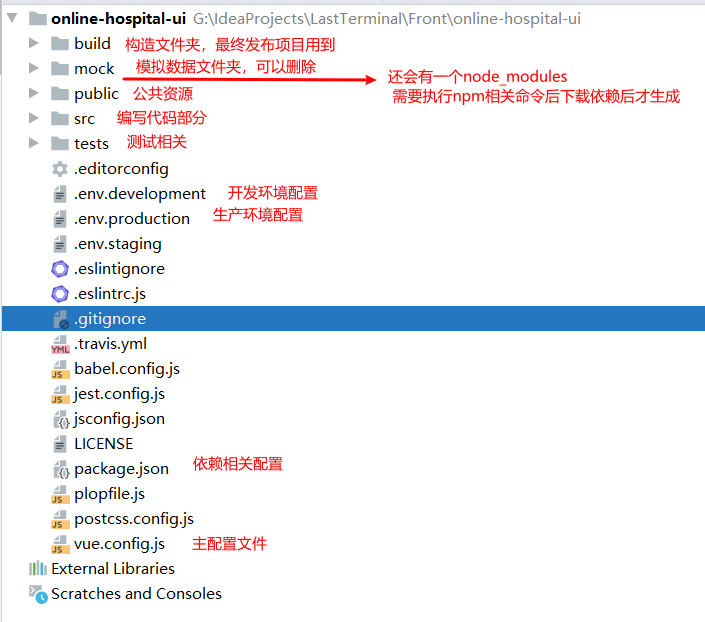 online-hospital-ui G:\IdeaProjects\LastTerminal\Front\online-hospital-ui
build 构造文件夹，最终发布项目用到
mock 模拟数据文件夹，可以删除
还会有一个node_modules
需要执行npm相关命令后下载依赖后才生成
public 公共资源
src 编写代码部分
tests 测试相关
.editorconfig
.env.development 开发环境配置
.env.production 生产环境配置
.env.staging
.eslintignore
.eslintrc.js
.gitignore
YML .travis.yml
JS babel.config.js
JS jest.config.js
jsconfig.json
LICENSE
package.json 依赖相关配置
JS plopfile.js
JS postcss.config.js
JS vue.config.js 主配置文件
External Libraries
Scratches and Consoles